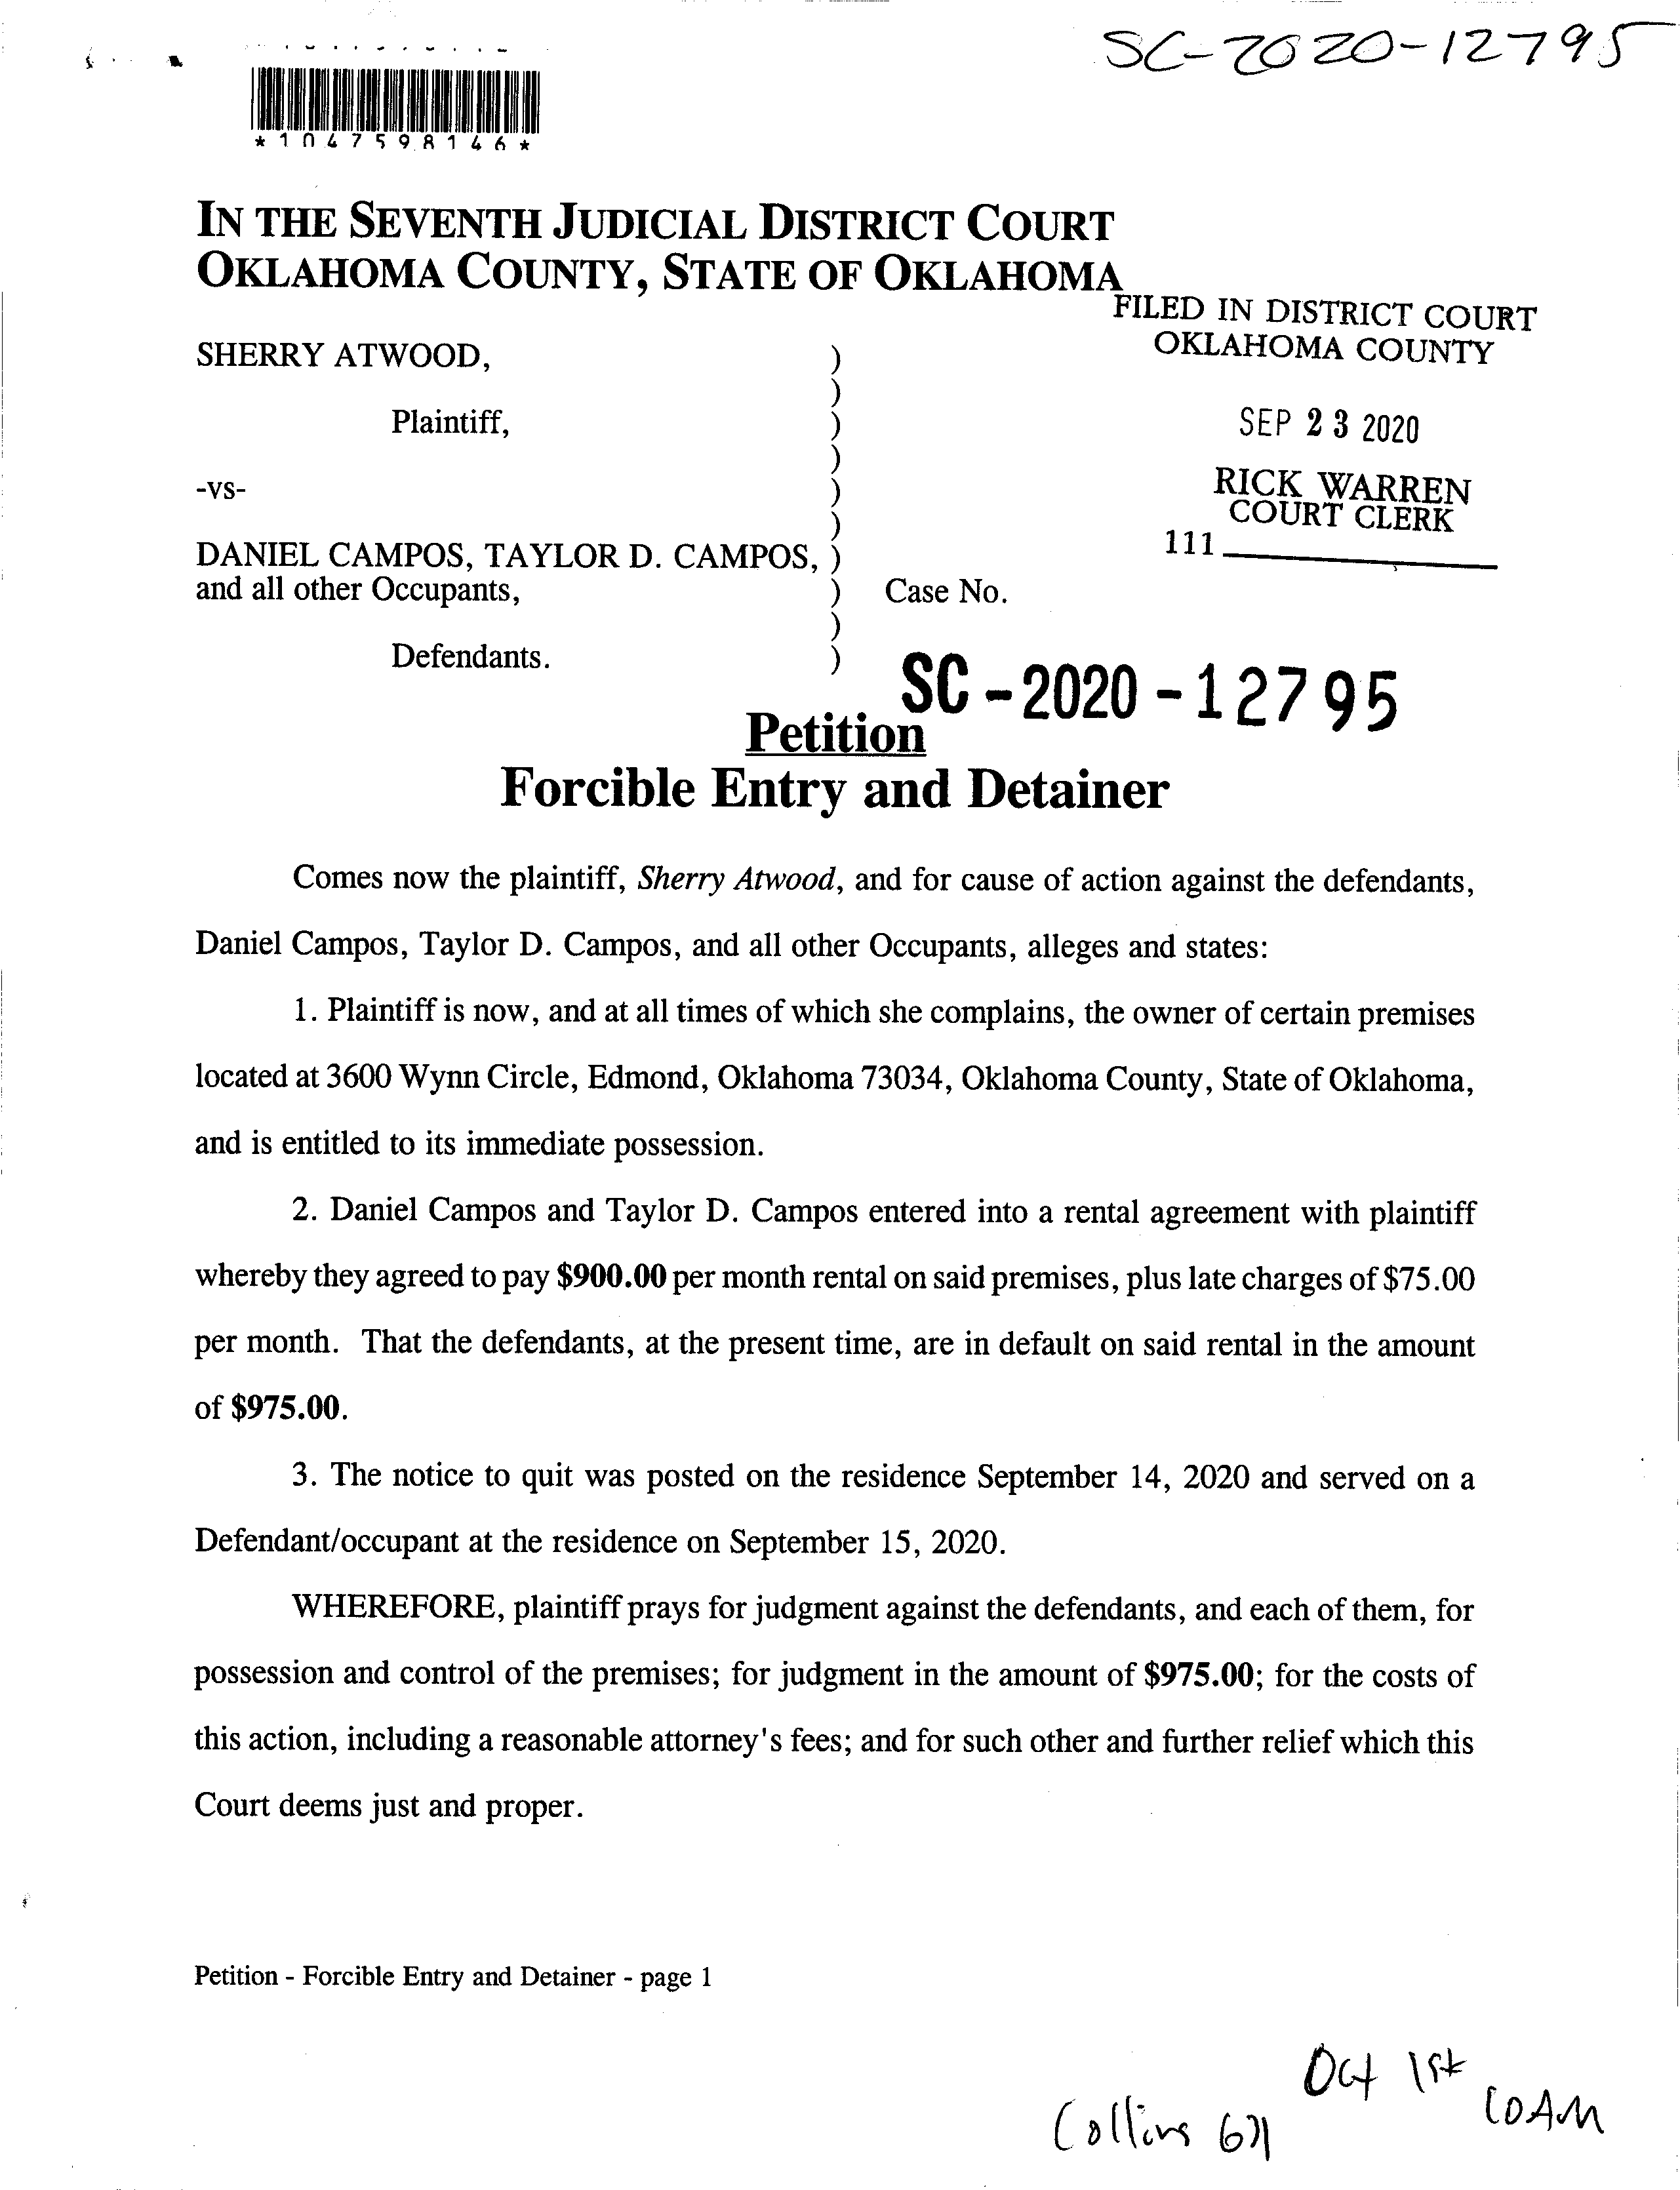 SC-2020-12795
*1047598146*
IN THE SEVENTH JUDICIAL DISTRICT COURT
OKLAHOMA COUNTY, STATE OF OKLAHOMA
FILED IN DISTRICT COURT
OKLAHOMA COUNTY
SEP 23 2020
RICK WARREN
COURT CLERK
111
SHERRY ATWOOD, )
)
Plaintiff, )
)
-vs- )
)
DANIEL CAMPOS, TAYLOR D. CAMPOS, )
and all other Occupants, ) Case No.
)
Defendants. )
SC-2020-12795
Petition
Forcible Entry and Detainer
Comes now the plaintiff, Sherry Atwood, and for cause of action against the defendants,
Daniel Campos, Taylor D. Campos, and all other Occupants, alleges and states:
1. Plaintiff is now, and at all times of which she complains, the owner of certain premises
located at 3600 Wynn Circle, Edmond, Oklahoma 73034, Oklahoma County, State of Oklahoma,
and is entitled to its immediate possession.
2. Daniel Campos and Taylor D. Campos entered into a rental agreement with plaintiff
whereby they agreed to pay $900.00 per month rental on said premises, plus late charges of $75.00
per month. That the defendants, at the present time, are in default on said rental in the amount
of $975.00.
3. The notice to quit was posted on the residence September 14, 2020 and served on a
Defendant/occupant at the residence on September 15, 2020.
WHEREFORE, plaintiff prays for judgment against the defendants, and each of them, for
possession and control of the premises; for judgment in the amount of $975.00; for the costs of
this action, including a reasonable attorney's fees; and for such other and further relief which this
Court deems just and proper.
Petition - Forcible Entry and Detainer - page 1
Oct 1st
10AM
Collins